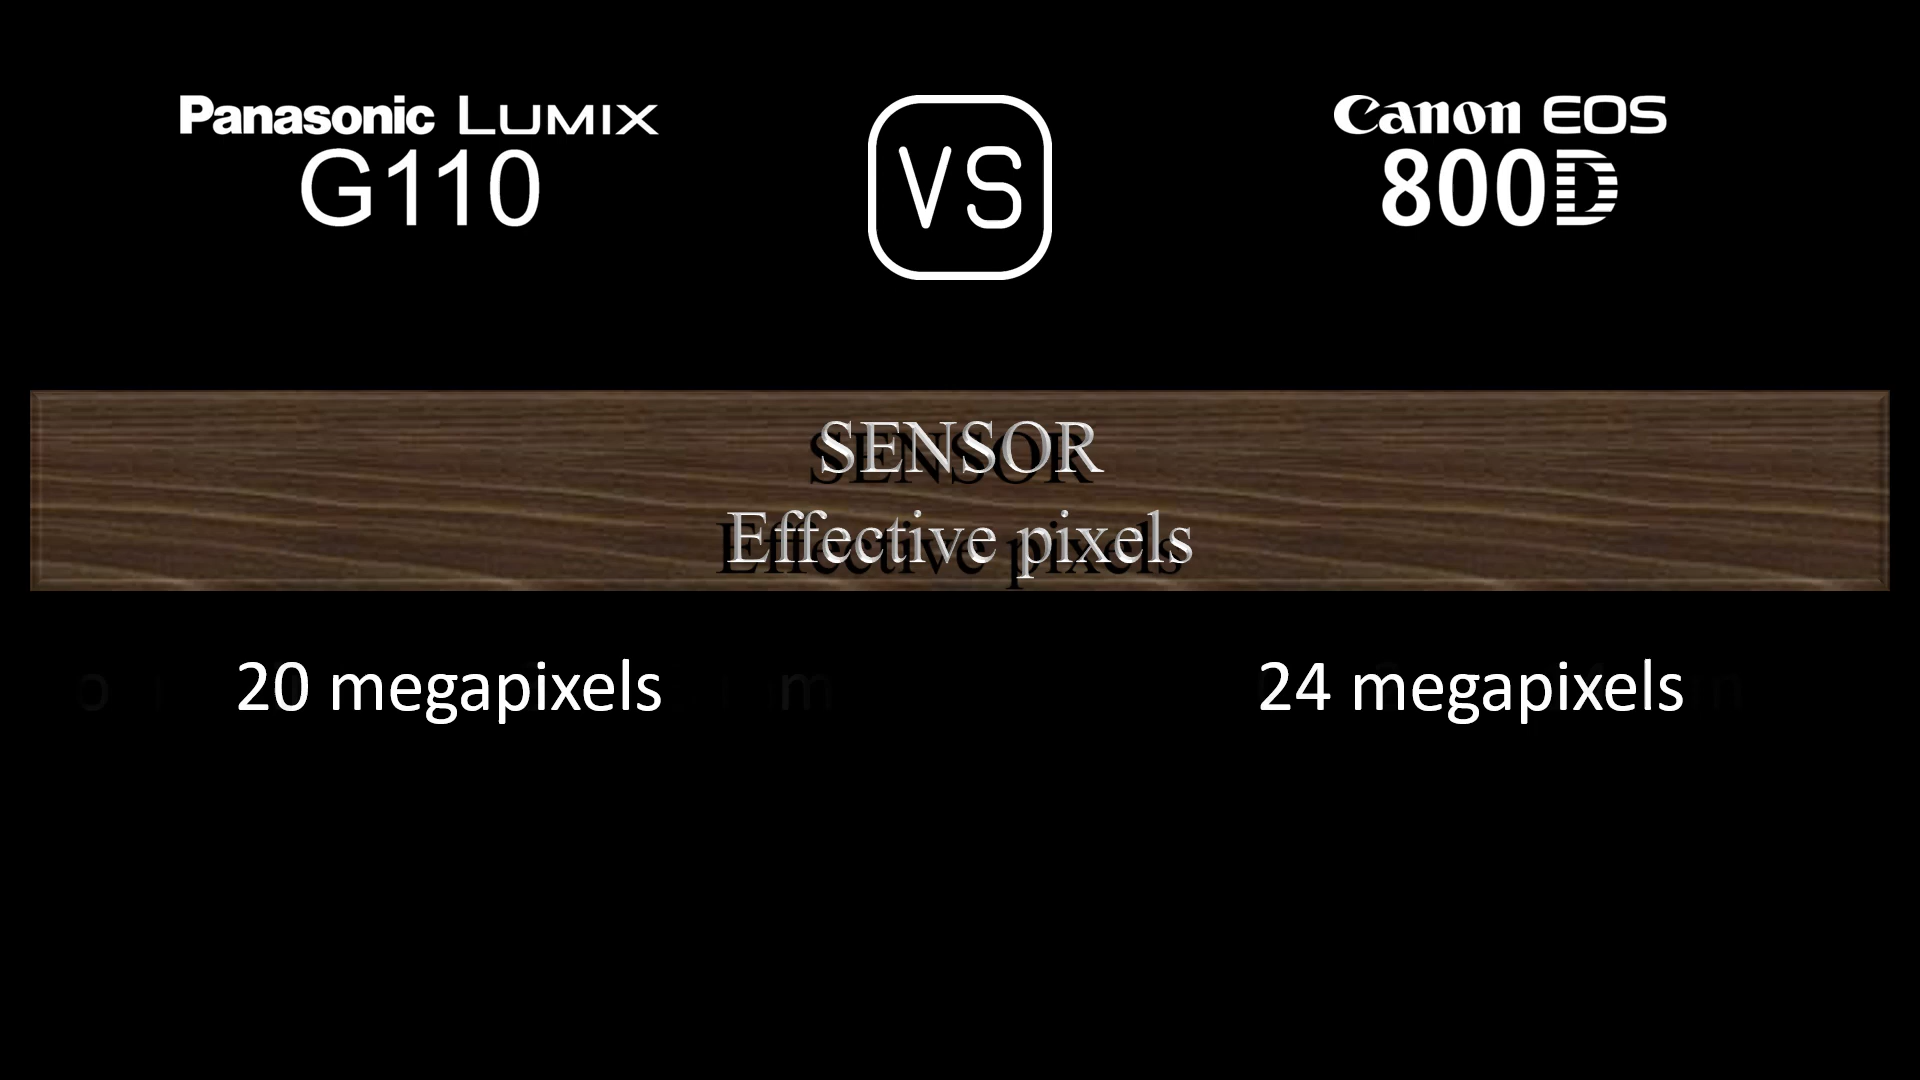 Panasonic LUMIX
G110
VS
Canon EOS
800D
SENSOR
Effective pixels
20 megapixels
24 megapixels